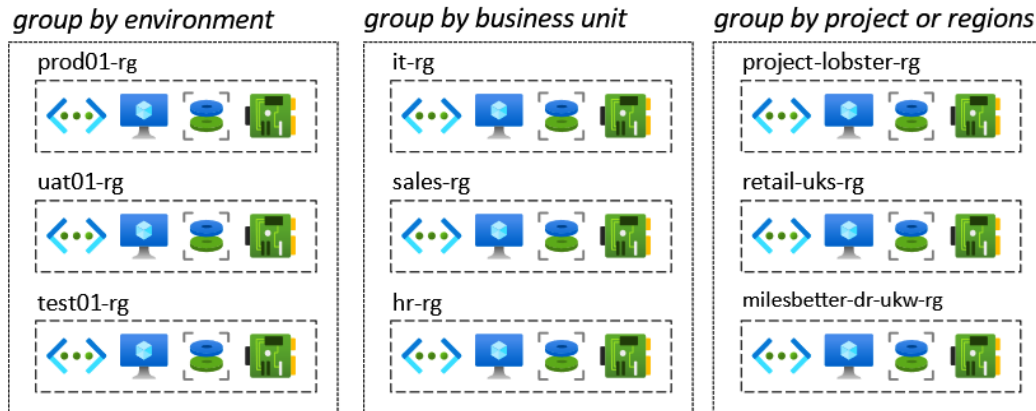 group by environment
prod01-rg
uat01-rg
test01-rg
group by business unit
it-rg
sales-rg
hr-rg
group by project or regions
project-lobster-rg
retail-uks-rg
milesbetter-dr-ukw-rg